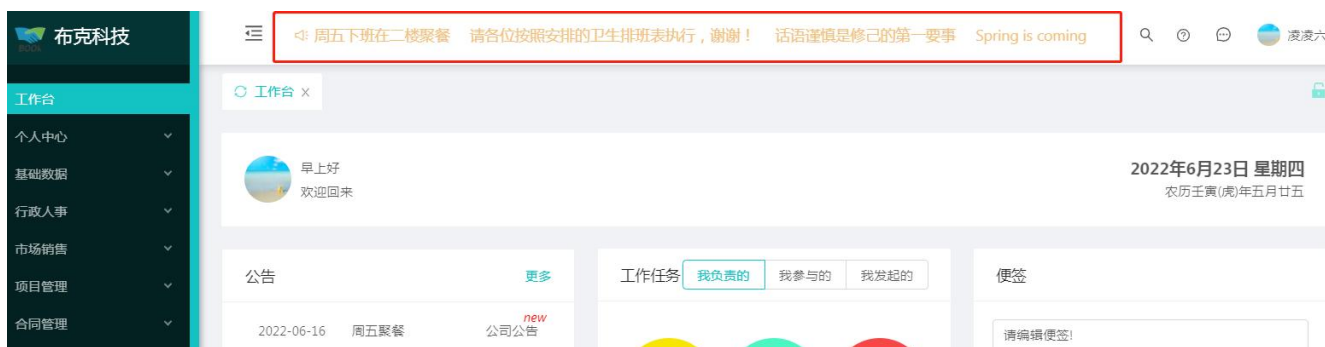 布克科技
BOOk
周五下班在二楼聚餐 请各位按照安排的卫生排班表执行，谢谢！ 话语谨慎是修己的第一要事 Spring is coming
凌凌六
工作台
工作台 X
个人中心
基础数据
行政人事
市场销售
项目管理
合同管理
早上好
欢迎回来
2022年6月23日 星期四
农历壬寅(虎)年五月廿五
公告 更多
2022-06-16 周五聚餐 公司公告 new
工作任务 我负责的 我参与的 我发起的
便签
请编辑便签!